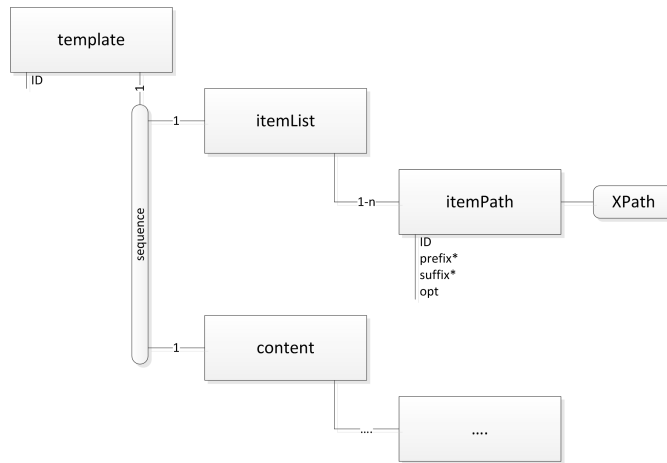 template
ID
1
1
itemList
1-n
itemPath
XPath
ID
prefix*
suffix*
opt
sequence
1
content
....
....